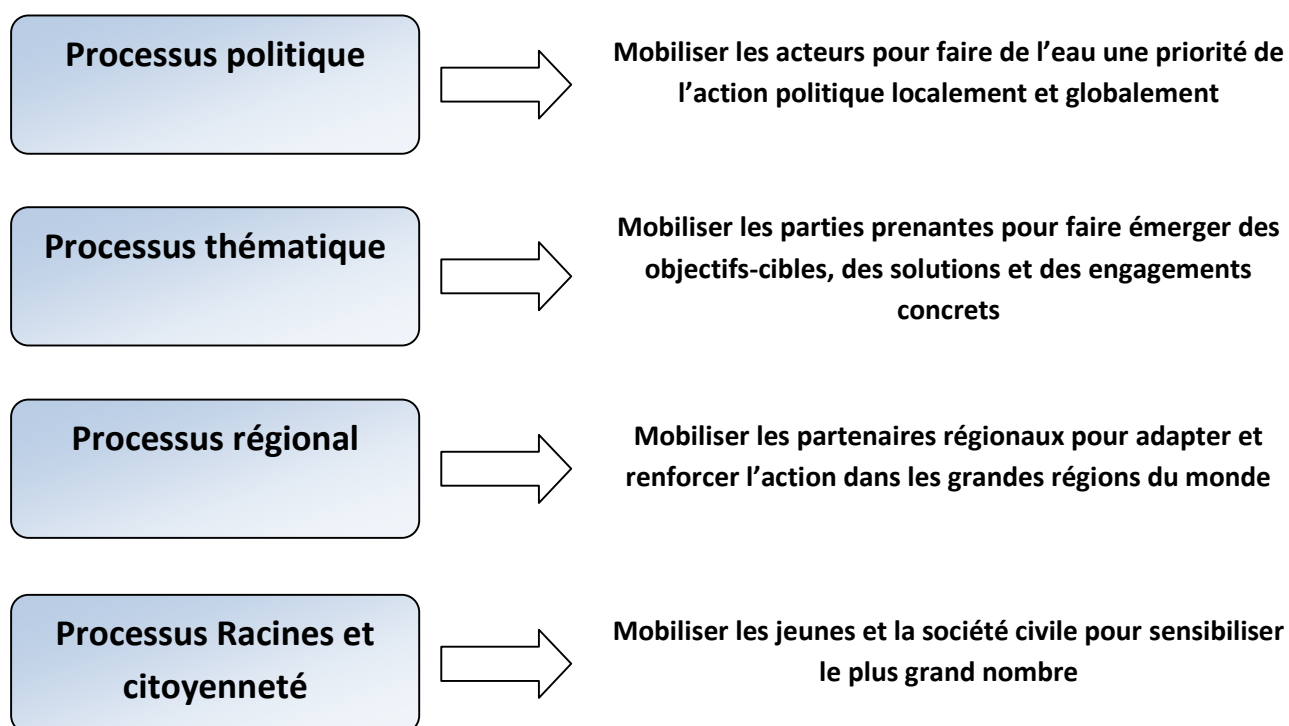 Processus politique
Mobiliser les acteurs pour faire de l’eau une priorité de
l’action politique localement et globalement
Processus thématique
Mobiliser les parties prenantes pour faire émerger des
objectifs-cibles, des solutions et des engagements
concrets
Processus régional
Mobiliser les partenaires régionaux pour adapter et
renforcer l’action dans les grandes régions du monde
Processus Racines et
citoyenneté
Mobiliser les jeunes et la société civile pour sensibiliser
le plus grand nombre